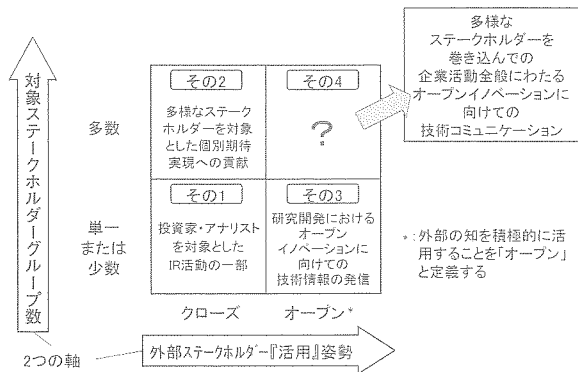 多様な
ステークホルダーを
巻き込んでの
企業活動全般にわたる
オープンイノベーションに
向けての
技術コミュニケーション
対象ステークホルダーグループ数
多数
その2
多様なステーク
ホルダーを対象
とした個別期待
実現への貢献
その4
?
単一
または
少数
その1
投資家・アナリスト
を対象とした
IR活動の一部
その3
研究開発における
オープン
イノベーションに
向けての
技術情報の発信
*:外部の知を積極的に活
用することを「オープン」
と定義する
クローズ
オープン*
2つの軸
外部ステークホルダー『活用』姿勢